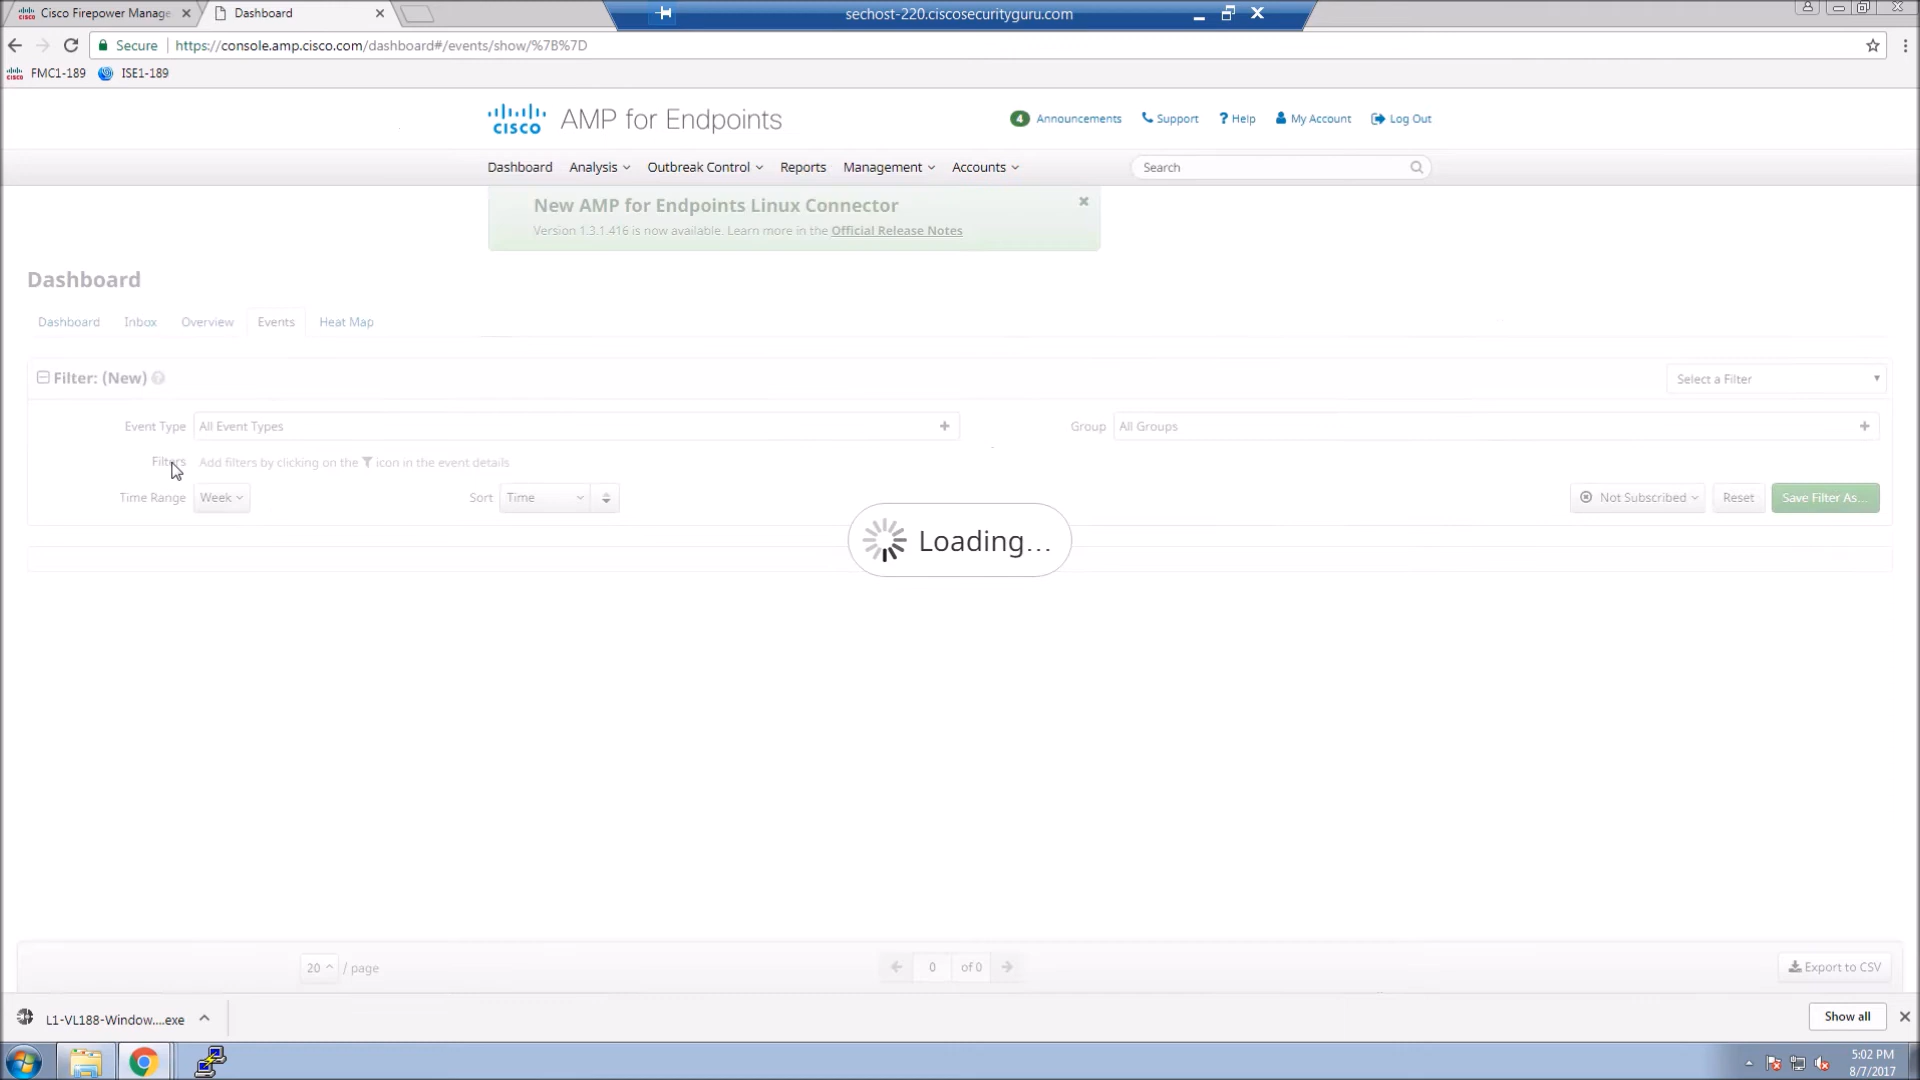 Cisco Firepower Manage
Dashboard
sechost-220.ciscosecurityguru.com
Secure
https://console.amp.cisco.com/dashboard#/events/show/%7B%7D
FMC1-189
ISE1-189
CISCO
AMP for Endpoints
4 Announcements
Support
? Help
My Account
Log Out
Dashboard
Analysis
Outbreak Control
Reports
Management
Accounts
Search
New AMP for Endpoints Linux Connector
Version 1.3.1.416 is now available. Learn more in the Official Release Notes
Dashboard
Dashboard
Inbox
Overview
Events
Heat Map
Filter: (New)
Select a Filter
Event Type
All Event Types
Group
All Groups
Filters
Add filters by clicking on the icon in the event details
Time Range
Week
Sort
Time
Not Subscribed
Reset
Save Filter As...
Loading...
20 / page
0 of 0
Export to CSV
L1-VL188-Window....exe
Show all
5:02 PM
8/7/2017